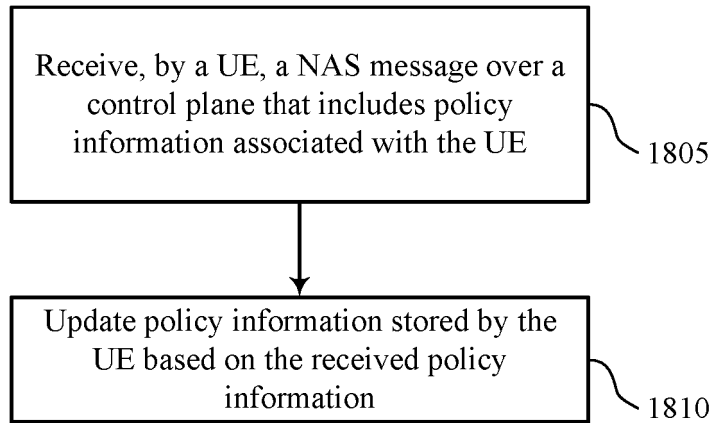 Receive, by a UE, a NAS message over a
control plane that includes policy
information associated with the UE
1805
Update policy information stored by the
UE based on the received policy
information
1810